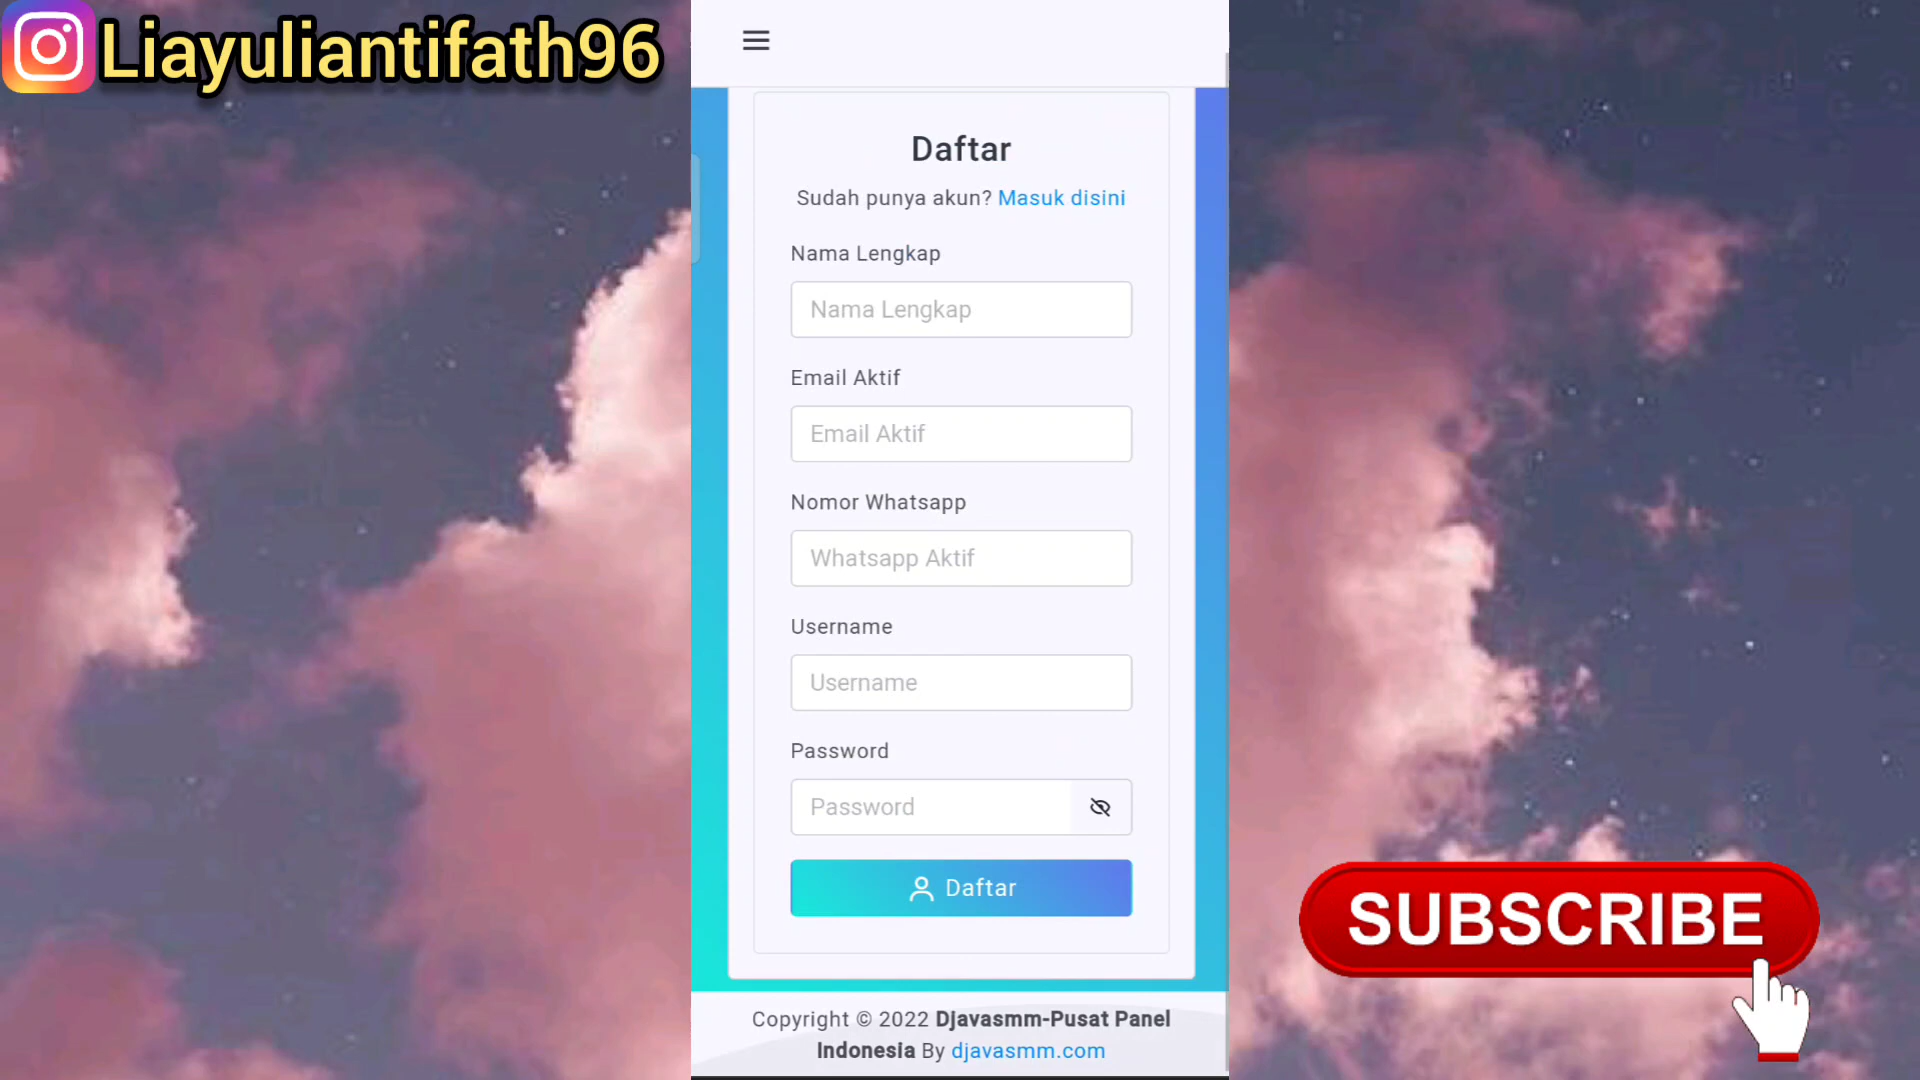 Liayuliantifath96
Daftar
Sudah punya akun? Masuk disini
Nama Lengkap
Nama Lengkap
Email Aktif
Email Aktif
Nomor Whatsapp
Whatsapp Aktif
Username
Username
Password
Password
Daftar
SUBSCRIBE
Copyright © 2022 Djavasmm-Pusat Panel
Indonesia By djavasmm.com